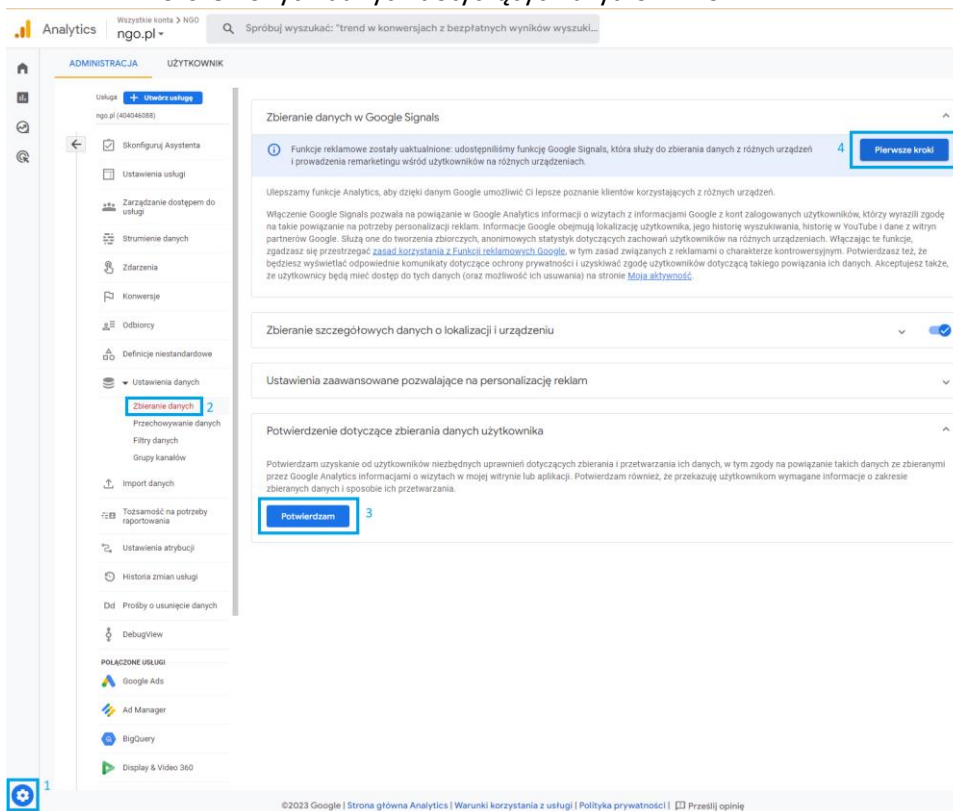 Analytics
Wszystkie konta > NGO
ngo.pl
Spróbuj wyszukać: "trend w konwersjach z bezpłatnych wyników wyszuki...
ADMINISTRACJA UŻYTKOWNIK
Usługa + Utwórz usługę
ngo.pl (404046088)
Skonfiguruj Asystenta
Ustawienia usługi
Zarządzanie dostępem do
usługi
Strumienie danych
Zdarzenia
Konwersje
Odbiorcy
Definicje niestandardowe
Ustawienia danych
Zbieranie danych 2
Przechowywanie danych
Filtry danych
Grupy kanałów
Import danych
Tożsamość na potrzeby
raportowania
Ustawienia atrybucji
Historia zmian usługi
Dd Prośby o usunięcie danych
DebugView
POŁĄCZONE USŁUGI
Google Ads
Ad Manager
BigQuery
Display & Video 360
1
Zbieranie danych w Google Signals
Funkcje reklamowe zostały uaktualnione: udostępniliśmy funkcję Google Signals, która służy do zbierania danych z różnych urządzeń
i prowadzenia remarketingu wśród użytkowników na różnych urządzeniach.
4 Pierwsze kroki
Ulepszamy funkcje Analytics, aby dzięki danym Google umożliwić Ci lepsze poznanie klientów korzystających z różnych urządzeń.
Włączenie Google Signals pozwala na powiązanie w Google Analytics informacji o wizytach z informacjami Google z kont zalogowanych użytkowników, którzy wyrazili zgodę
na takie powiązanie na potrzeby personalizacji reklam. Informacje Google obejmują lokalizację użytkownika, jego historię wyszukiwania, historię w YouTube i dane z witryn
partnerów Google. Służą one do tworzenia zbiorczych, anonimowych statystyk dotyczących zachowań użytkowników na różnych urządzeniach. Włączając te funkcje,
zgadzasz się przestrzegać zasad korzystania z Funkcji reklamowych Google, w tym zasad związanych z reklamami o charakterze kontrowersyjnym. Potwierdzasz też, że
będziesz wyświetlać odpowiednie komunikaty dotyczące ochrony prywatności i uzyskiwać zgodę użytkowników dotyczącą takiego powiązania ich danych. Akceptujesz także,
że użytkownicy będą mieć dostęp do tych danych (oraz możliwość ich usuwania) na stronie Moja aktywność.
Zbieranie szczegółowych danych o lokalizacji i urządzeniu
Ustawienia zaawansowane pozwalające na personalizację reklam
Potwierdzenie dotyczące zbierania danych użytkownika
Potwierdzam uzyskanie od użytkowników niezbędnych uprawnień dotyczących zbierania i przetwarzania ich danych, w tym zgody na powiązanie takich danych ze zbieranymi
przez Google Analytics informacjami o wizytach w mojej witrynie lub aplikacji. Potwierdzam również, że przekazuję użytkownikom wymagane informacje o zakresie
zbieranych danych i sposobie ich przetwarzania.
Potwierdzam 3
©2023 Google | Strona główna Analytics | Warunki korzystania z usługi | Polityka prywatności | Prześlij opinię